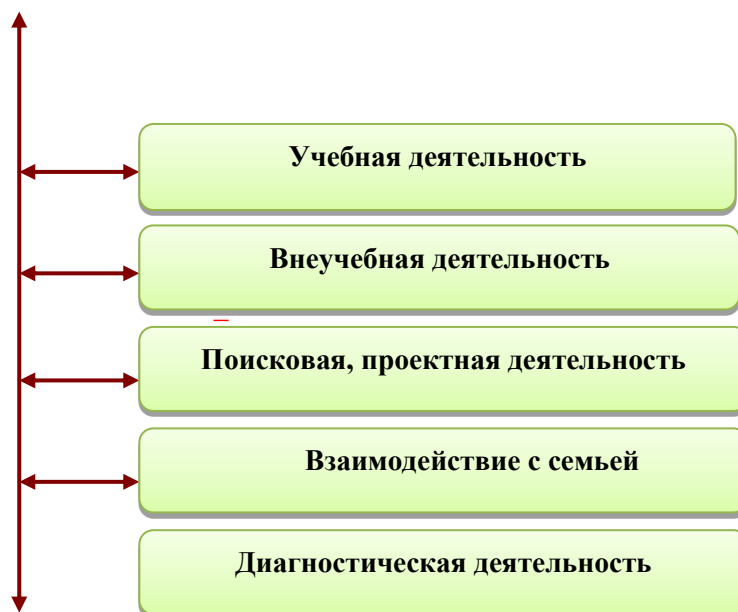 Учебная деятельность
Внеучебная деятельность
Поисковая, проектная деятельность
Взаимодействие с семьей
Диагностическая деятельность